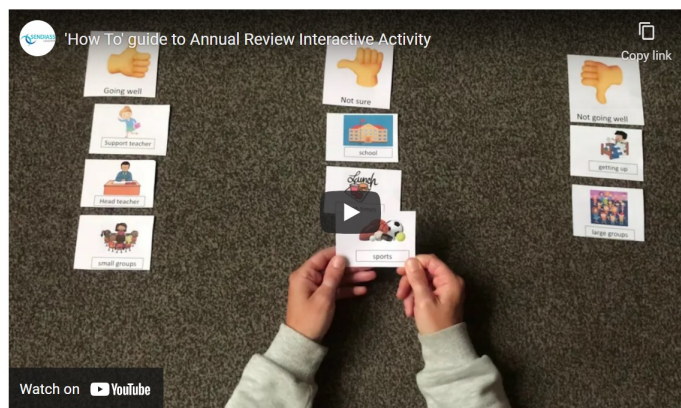 SENDIASS
'How To' guide to Annual Review Interactive Activity
Copy link
Going well
Not sure
Not going well
Support teacher
school
getting up
Head teacher
Lunch
small groups
sports
large groups
Watch on YouTube